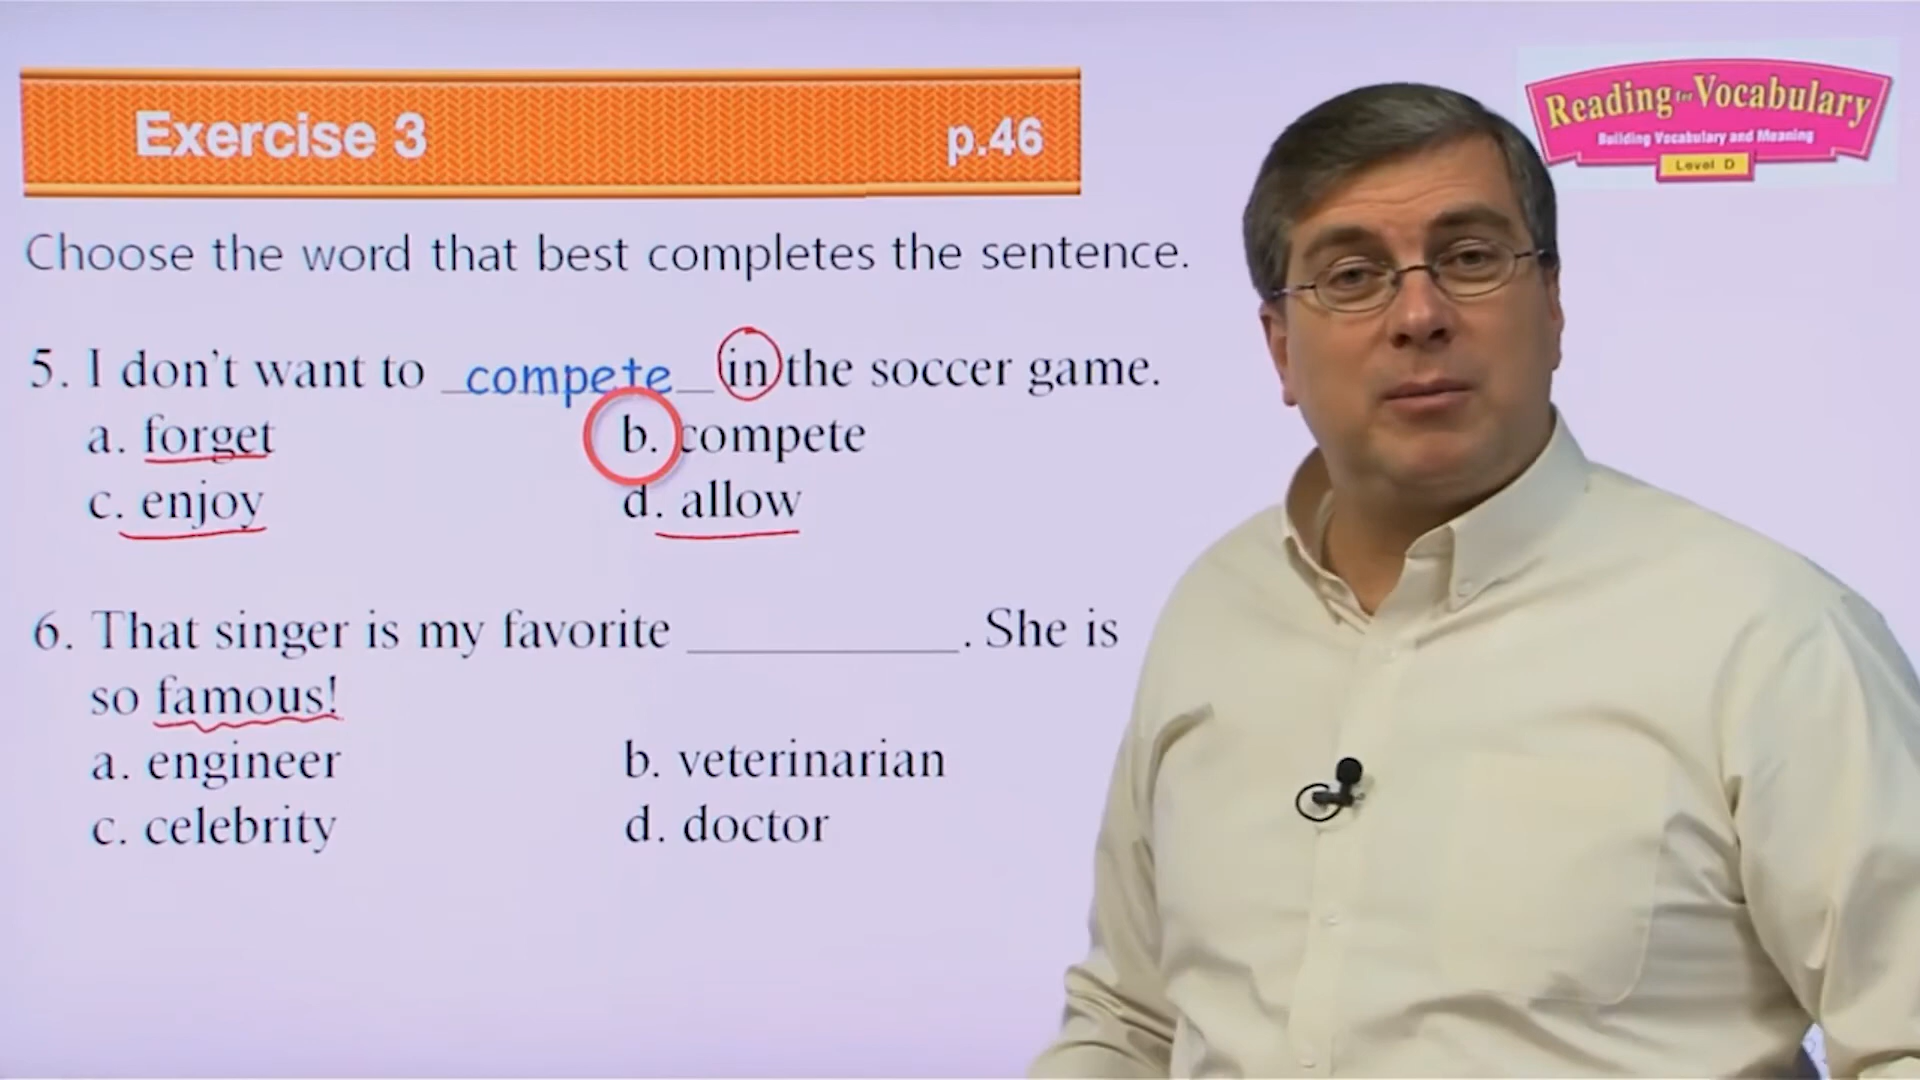 Exercise 3 p.46
Reading for Vocabulary
Building Vocabulary and Meaning
Level D
Choose the word that best completes the sentence.
5. I don't want to compete in the soccer game.
a. forget b. compete
c. enjoy d. allow
6. That singer is my favorite __________. She is
so famous!
a. engineer b. veterinarian
c. celebrity d. doctor